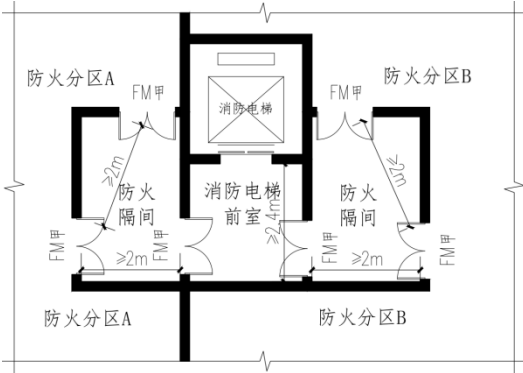 防火分区A
防火分区B
FM甲
FM甲
消防电梯
≥2m
≥2m
防火
隔间
消防电梯
前室
防火
隔间
≥2.4m
FM甲
FM甲
FM甲
FM甲
≥2m
≥2m
防火分区A
防火分区B